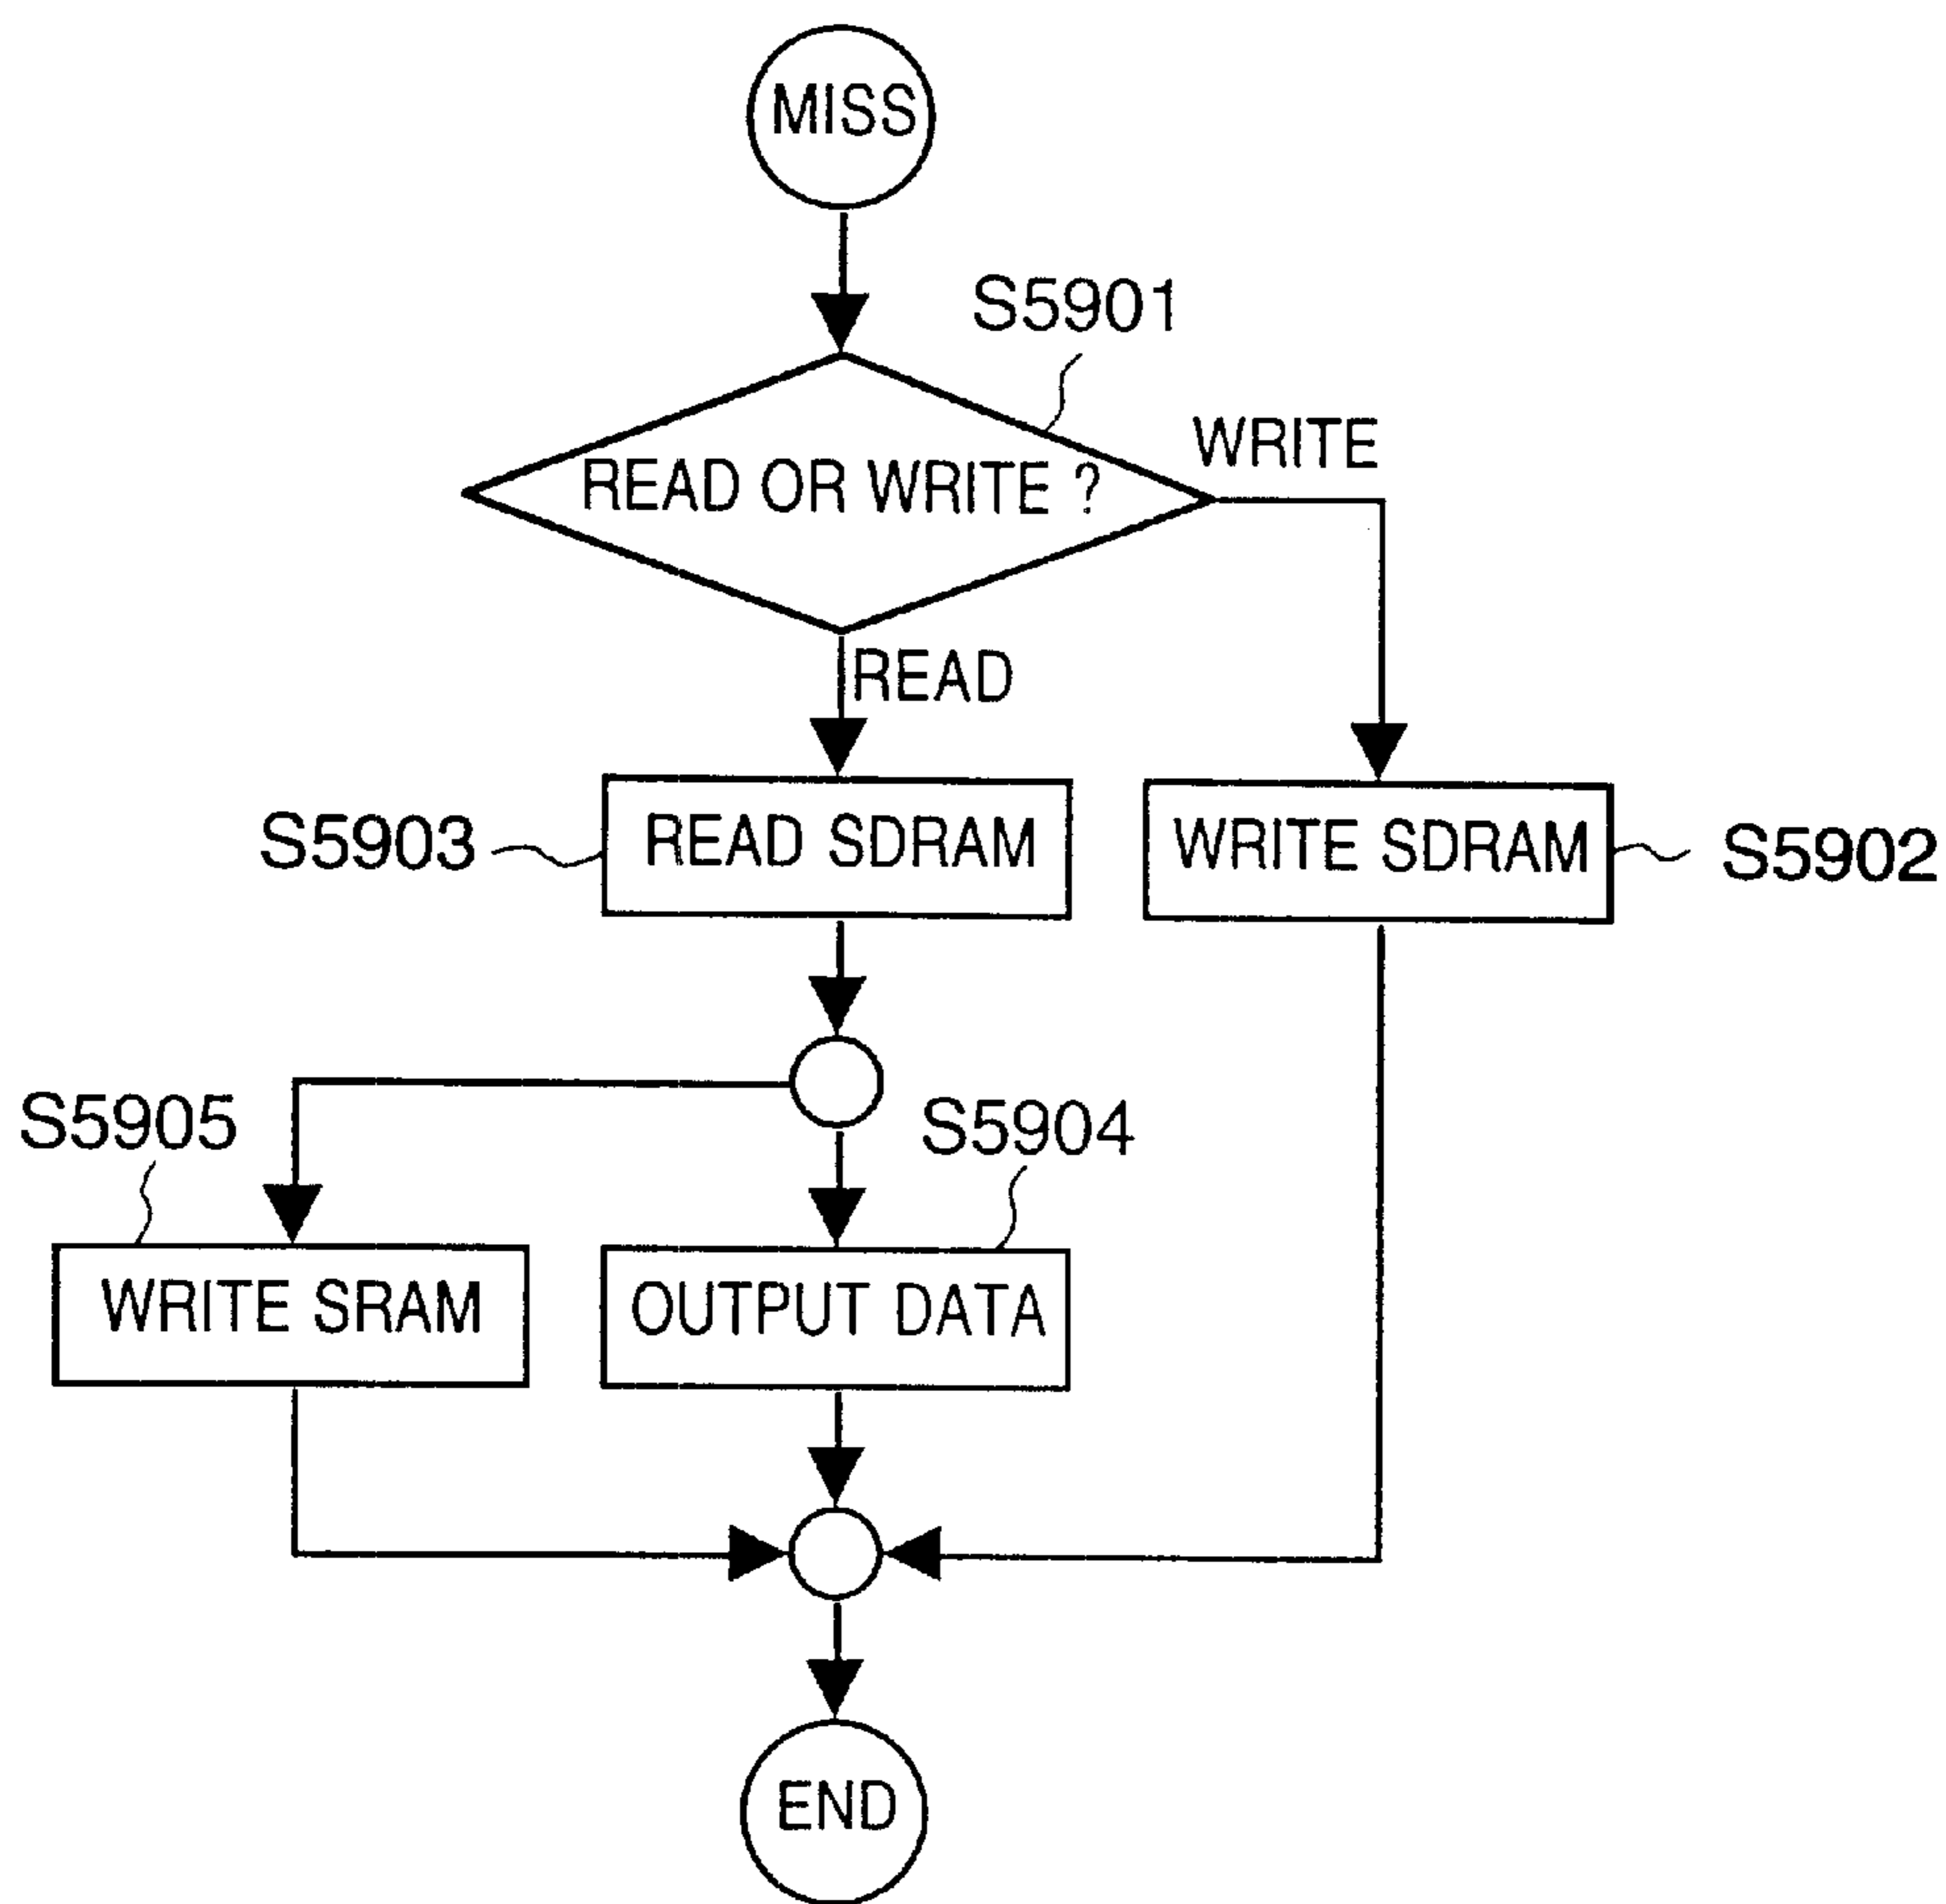 MISS
S5901
WRITE
READ OR WRITE ?
READ
S5903
READ SDRAM
WRITE SDRAM
S5902
S5905
S5904
WRITE SRAM
OUTPUT DATA
END